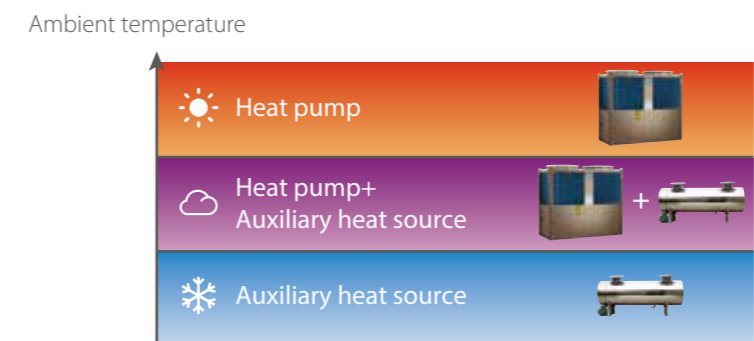 Ambient temperature
Heat pump
Heat pump+
Auxiliary heat source
+
Auxiliary heat source